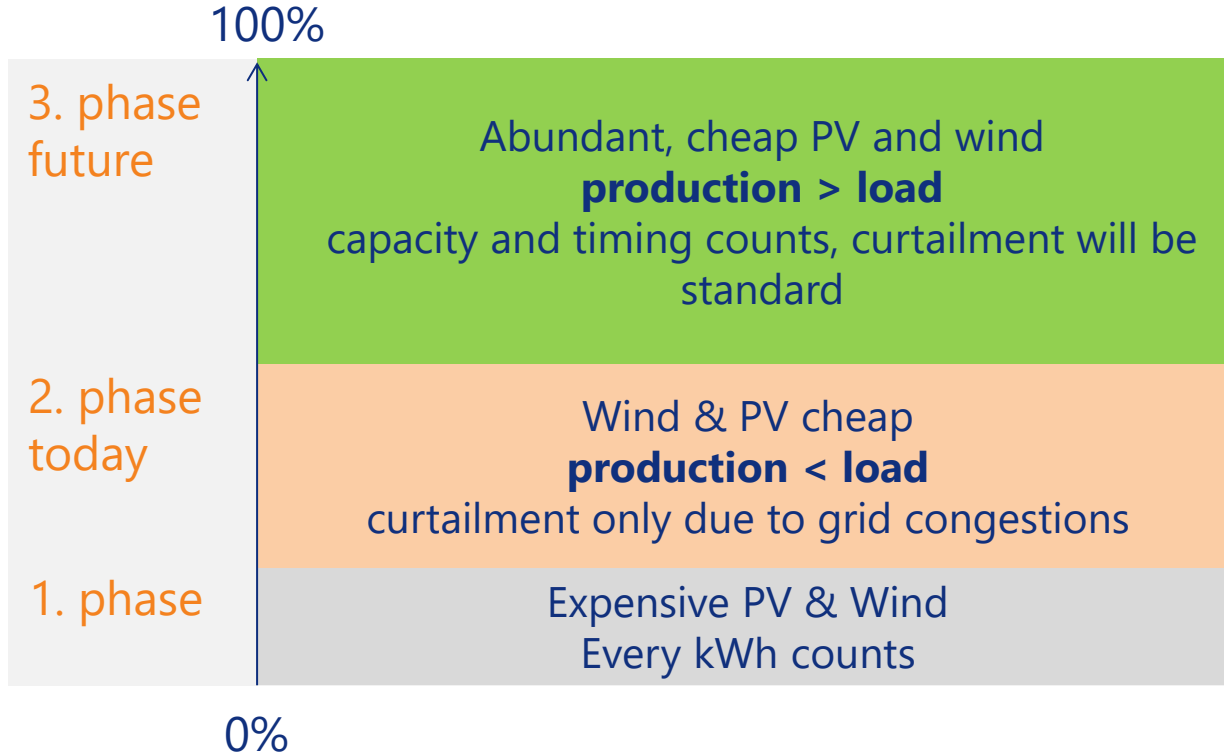 100%
3. phase
future
Abundant, cheap PV and wind
production > load
capacity and timing counts, curtailment will be
standard
2. phase
today
Wind & PV cheap
production < load
curtailment only due to grid congestions
1. phase
Expensive PV & Wind
Every kWh counts
0%